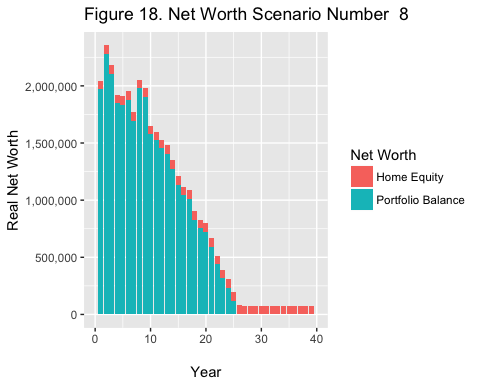 Figure 18. Net Worth Scenario Number 8
Real Net Worth
2,000,000
1,500,000
1,000,000
500,000
0
0 10 20 30 40
Year
Net Worth
Home Equity
Portfolio Balance